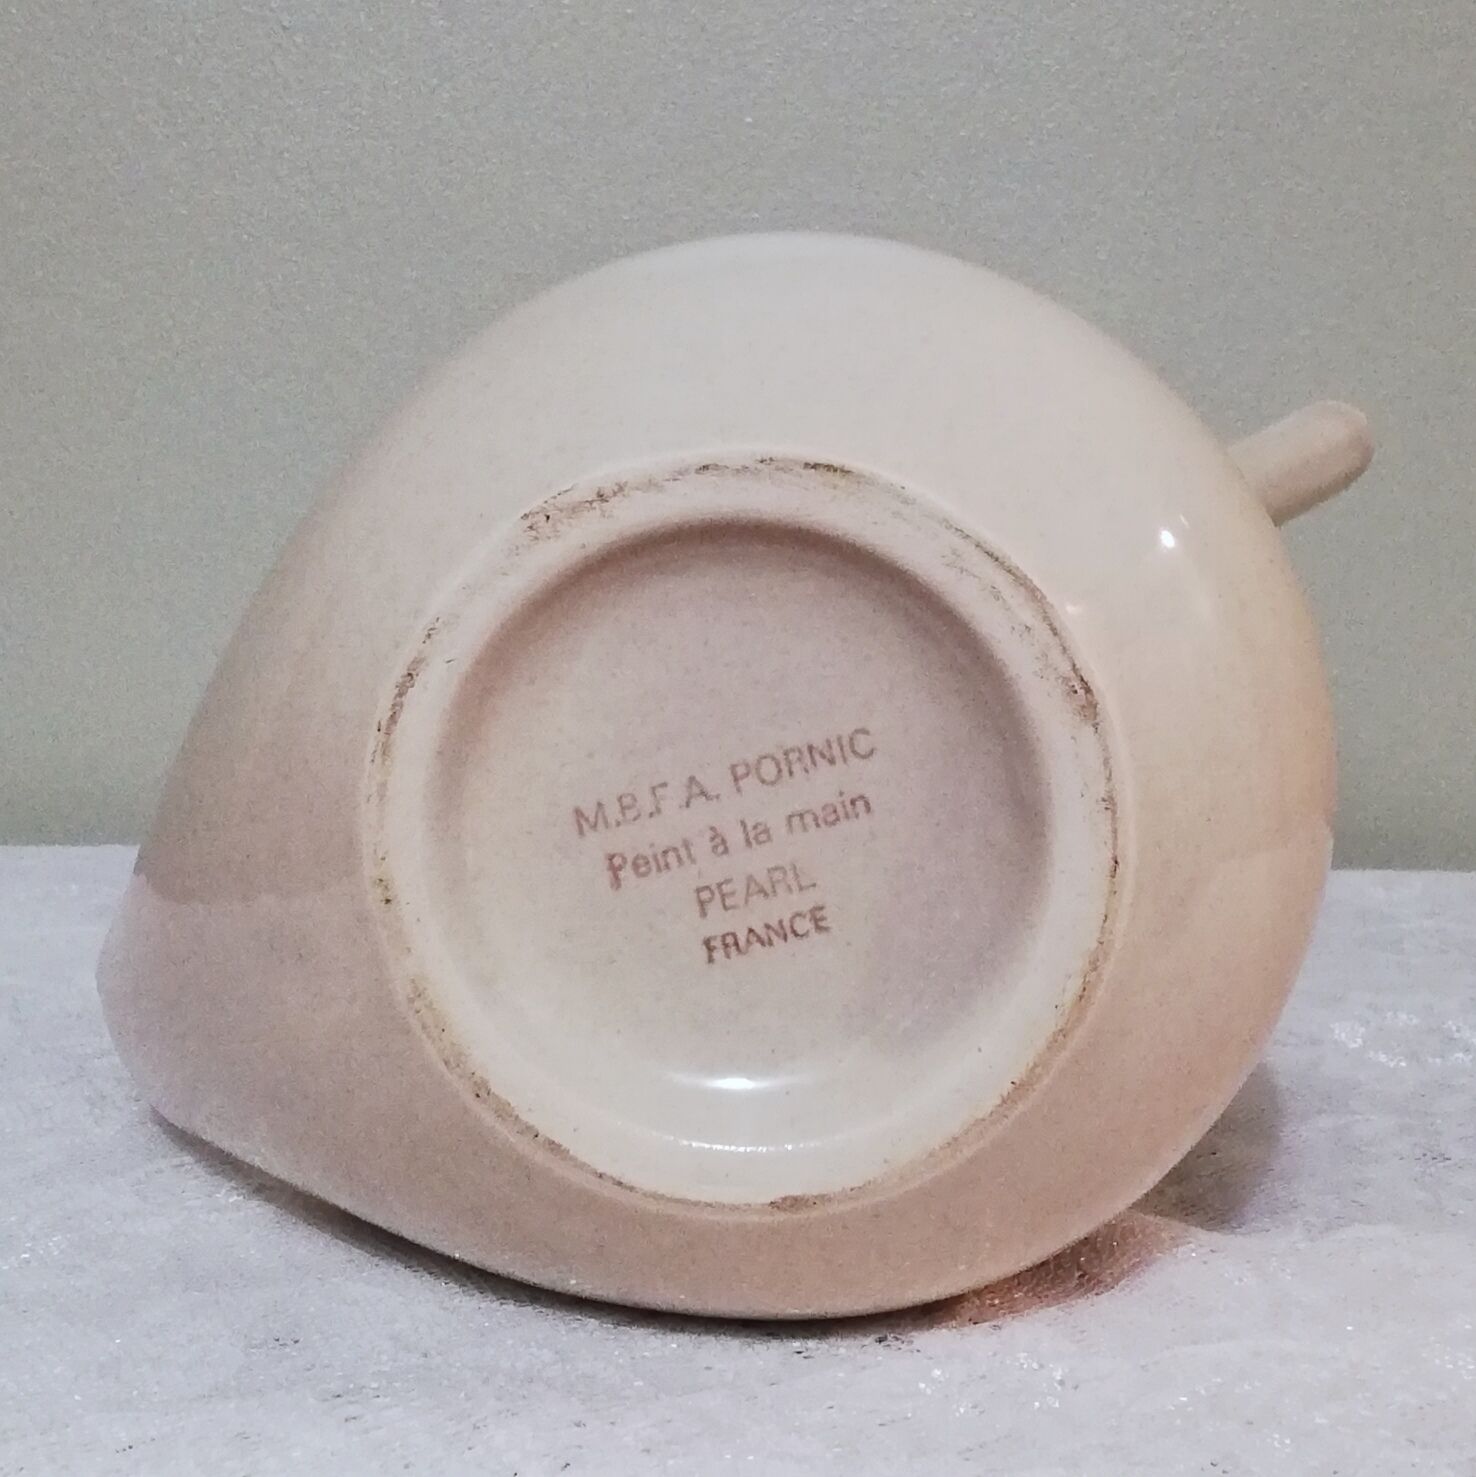 M.B.F.A. PORNIC
Peint à la main
PEARL
FRANCE